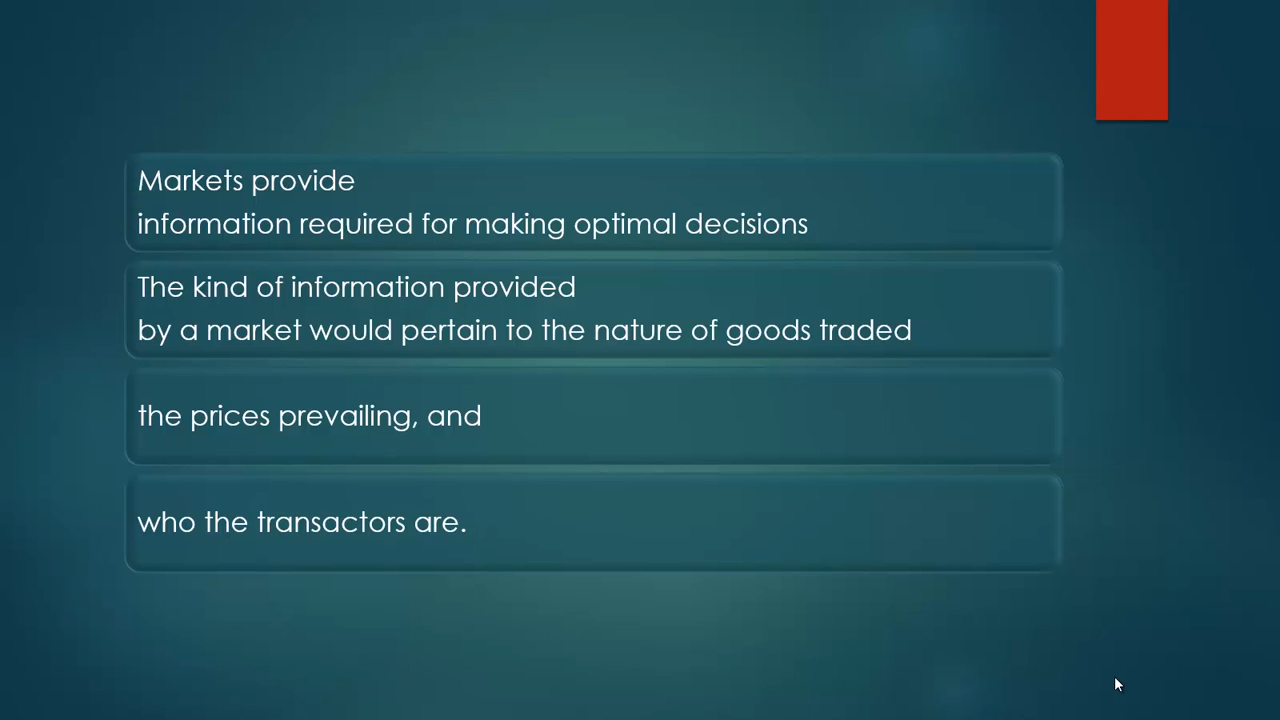 Markets provide
information required for making optimal decisions
The kind of information provided
by a market would pertain to the nature of goods traded
the prices prevailing, and
who the transactors are.